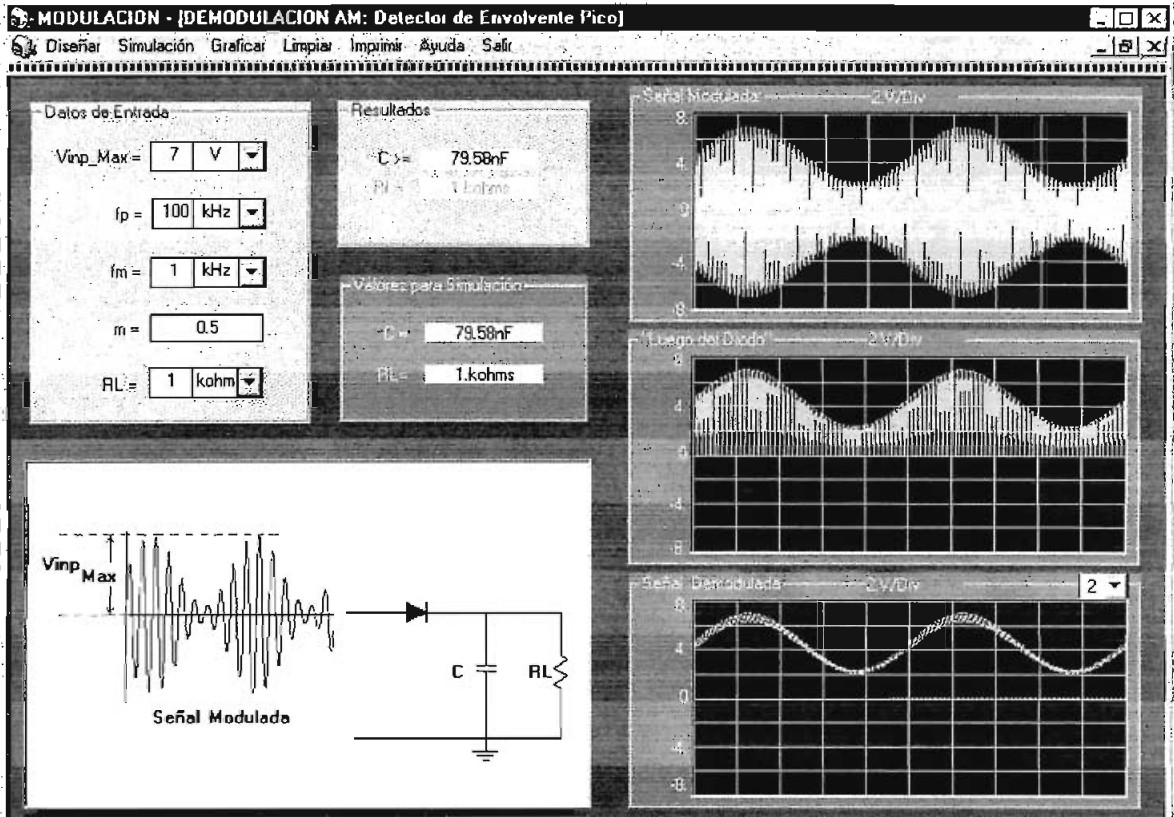 MODULACION - [DEMODULACION AM: Detector de Envolvente Pico]
Diseñar Simulación Graficar Limpiar Imprimir Ayuda Salir
Datos de Entrada
Vinp_Max = 7 V
fp = 100 kHz
fm = 1 kHz
m = 0.5
RL = 1 kohm
Resultados
C >= 79.58nF
RL = 1.kohms
Valores para Simulación
C = 79.58nF
RL = 1.kohms
Vinp Max
Señal Modulada
C
RL
Señal Modulada 2.V/Div
8.
4
0
-4
-8
"Luego del Diodo" 2.V/Div
8
4
0
-4
-8
Señal Demodulada 2.V/Div 2
8.
4
0
-4
-8.